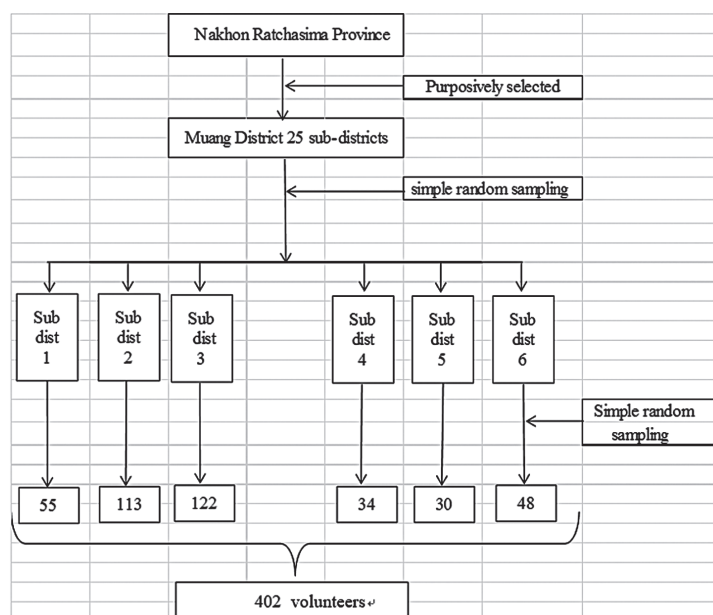 Nakhon Ratchasima Province
Purposively selected
Muang District 25 sub-districts
simple random sampling
Sub
dist
1
Sub
dist
2
Sub
dist
3
Sub
dist
4
Sub
dist
5
Sub
dist
6
Simple random
sampling
55
113
122
34
30
48
402 volunteers